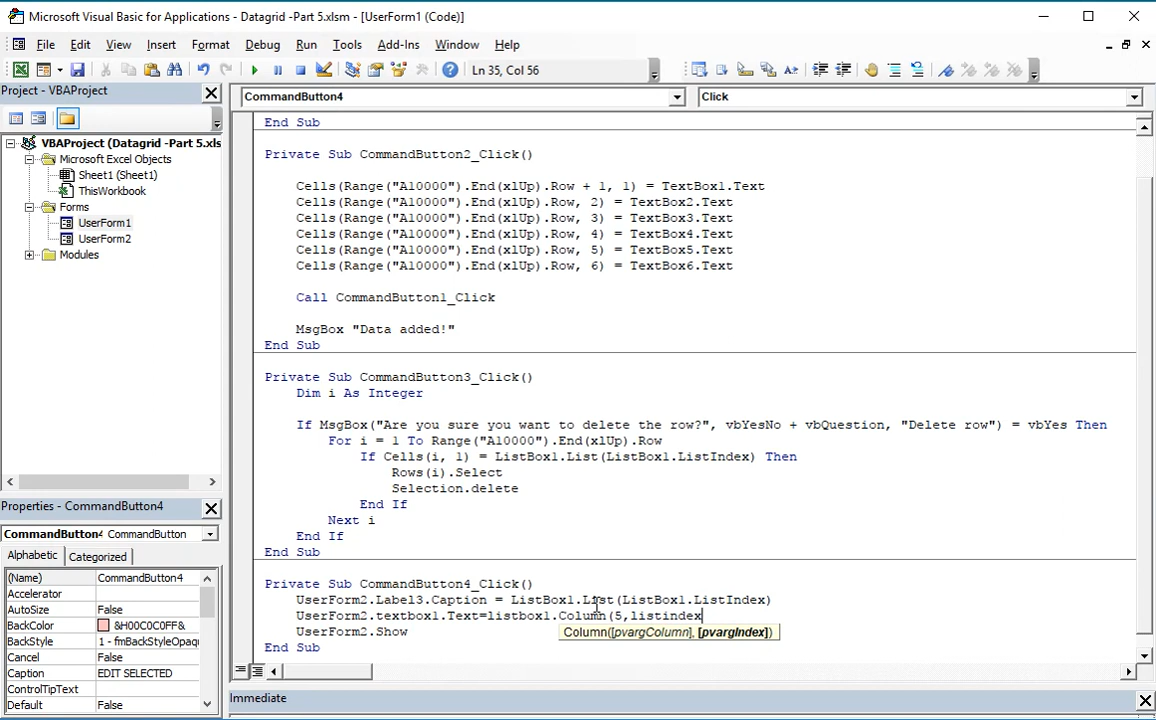 Microsoft Visual Basic for Applications - Datagrid -Part 5.xlsm - [UserForm1 (Code)]
File Edit View Insert Format Debug Run Tools Add-Ins Window Help
Ln 35, Col 56
Project - VBAProject
CommandButton4
Click
VBAProject (Datagrid -Part 5.xls
Microsoft Excel Objects
Sheet1 (Sheet1)
ThisWorkbook
Forms
UserForm1
UserForm2
Modules
Properties - CommandButton4
CommandButton4 CommandButton
Alphabetic Categorized
(Name) CommandButton4
Accelerator
AutoSize False
BackColor &H00C0C0FF&
BackStyle 1 - fmBackStyleOpaqu
Cancel False
Caption EDIT SELECTED
ControlTipText
Default False
End Sub
Private Sub CommandButton2_Click()
Cells(Range("A10000").End(xlUp).Row + 1, 1) = TextBox1.Text
Cells(Range("A10000").End(xlUp).Row, 2) = TextBox2.Text
Cells(Range("A10000").End(xlUp).Row, 3) = TextBox3.Text
Cells(Range("A10000").End(xlUp).Row, 4) = TextBox4.Text
Cells(Range("A10000").End(xlUp).Row, 5) = TextBox5.Text
Cells(Range("A10000").End(xlUp).Row, 6) = TextBox6.Text
Call CommandButton1_Click
MsgBox "Data added!"
End Sub
Private Sub CommandButton3_Click()
Dim i As Integer
If MsgBox("Are you sure you want to delete the row?", vbYesNo + vbQuestion, "Delete row") = vbYes Then
For i = 1 To Range("A10000").End(xlUp).Row
If Cells(i, 1) = ListBox1.List(ListBox1.ListIndex) Then
Rows(i).Select
Selection.delete
End If
Next i
End If
End Sub
Private Sub CommandButton4_Click()
UserForm2.Label3.Caption = ListBox1.List(ListBox1.ListIndex)
UserForm2.textbox1.Text=listbox1.Column(5,listindex
UserForm2.Show
Column([pvargColumn], [pvargIndex])
End Sub
Immediate